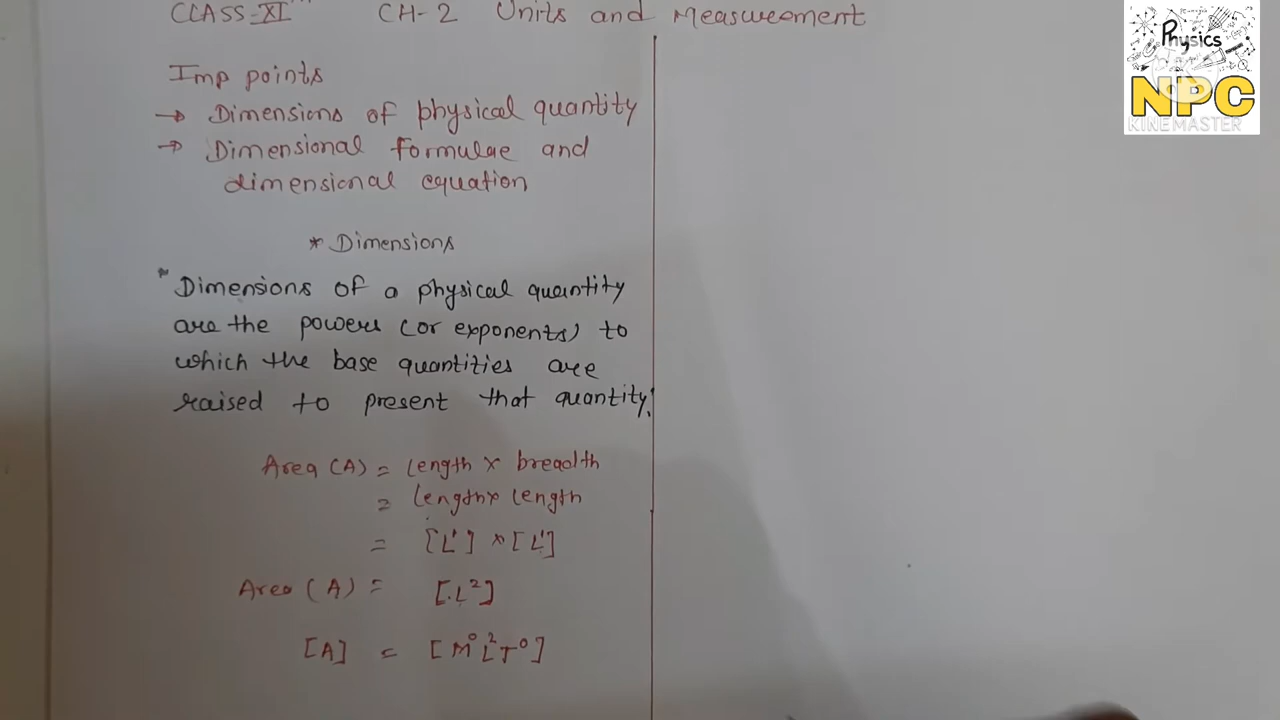 CLASS-XI CH-2 Units and Measurement
Imp points
→ Dimensions of physical quantity
→ Dimensional formulae and
dimensional equation
* Dimensions
" Dimensions of a physical quantity
are the powers (or exponents) to
which the base quantities are
raised to present that quantity.
Area (A) = Length × breadth
= Length × Length
= [L¹] × [L¹]
Area (A) = [L²]
[A] = [M⁰L²T⁰]
Physics
NPC
KINEMASTER